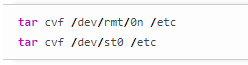 tar cvf /dev/rmt/0n /etc
tar cvf /dev/st0 /etc